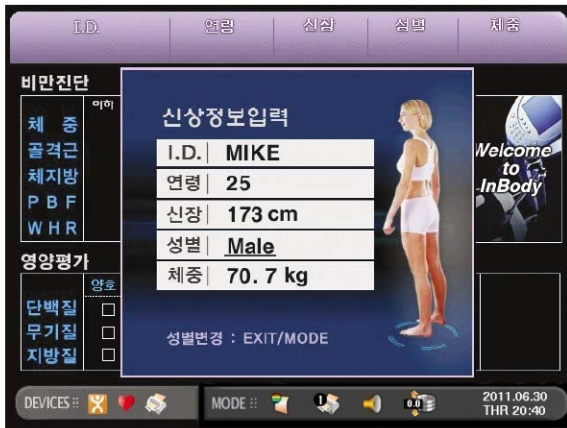 I.D. 연령 신장 성별 체중
비만진단
이하
체 중
골격근
체지방
P B F
W H R
영양평가
양호
단백질
무기질
지방질
신상정보입력
I.D. MIKE
연령 25
신장 173 cm
성별 Male
체중 70. 7 kg
성별변경 : EXIT/MODE
Welcome
to
InBody
DEVICES :: MODE :: 1 0.0 2011.06.30
THR 20:40